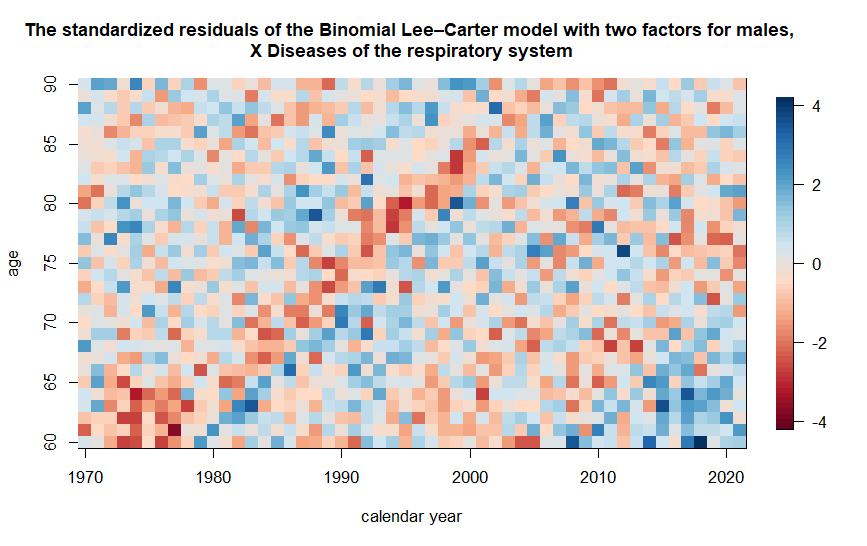 The standardized residuals of the Binomial Lee–Carter model with two factors for males,
X Diseases of the respiratory system
90
85
80
75
70
65
60
age
1970 1980 1990 2000 2010 2020
calendar year
4
2
0
-2
-4